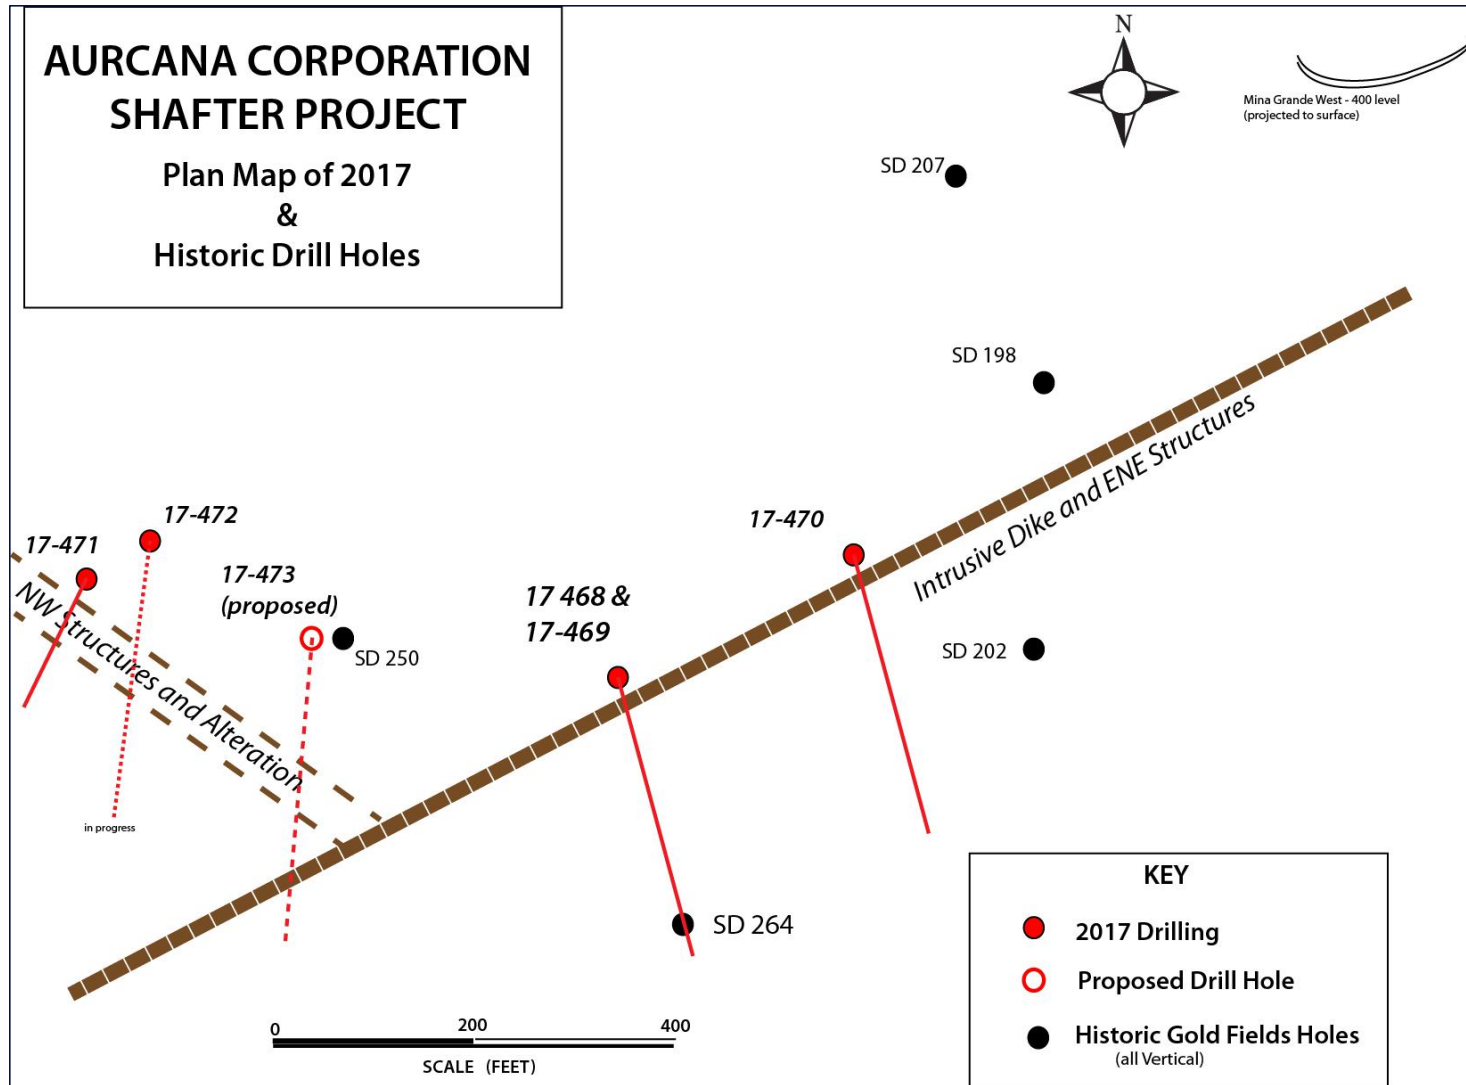 AURCANA CORPORATION
SHAFTER PROJECT
Plan Map of 2017
&
Historic Drill Holes
N
Mina Grande West - 400 level
(projected to surface)
SD 207
SD 198
Intrusive Dike and ENE Structures
17-472
17-471
17-470
17-473
(proposed)
17 468 &
17-469
NW Structures and Alteration
SD 250
SD 202
in progress
SD 264
0 200 400
SCALE (FEET)
KEY
2017 Drilling
Proposed Drill Hole
Historic Gold Fields Holes
(all Vertical)